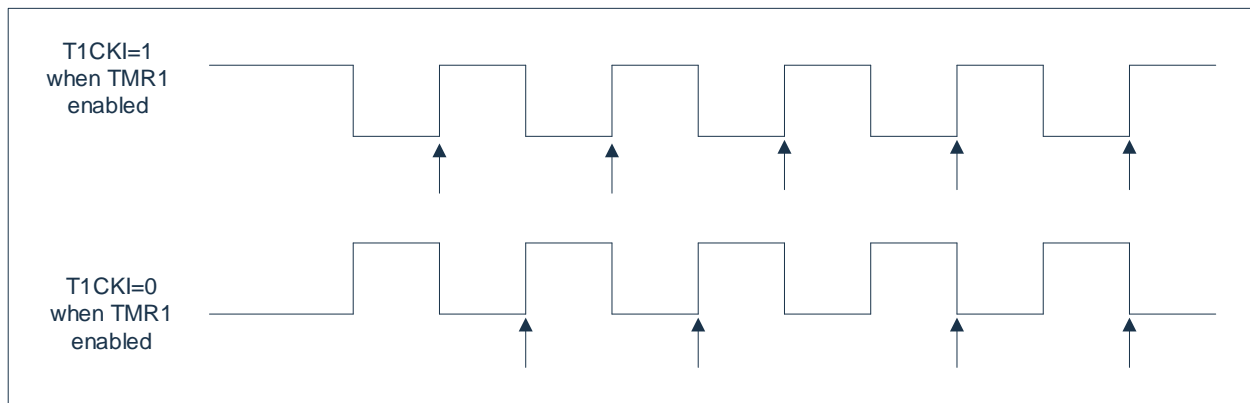 T1CKI=1
when TMR1
enabled
T1CKI=0
when TMR1
enabled